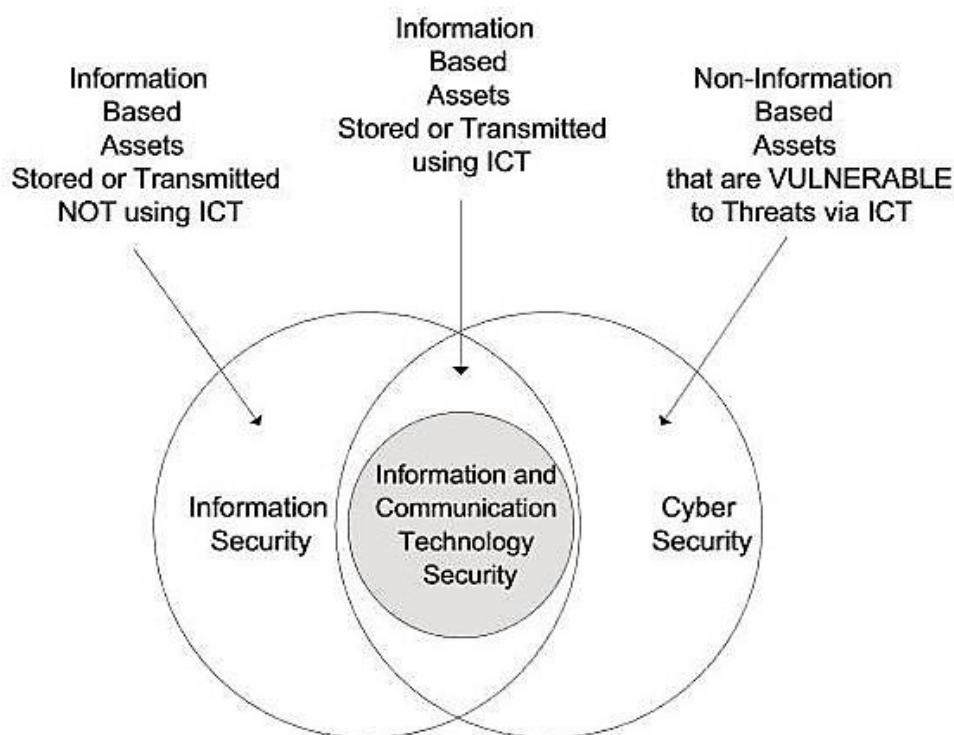 Information
Based
Assets
Stored or Transmitted
NOT using ICT
Information
Based
Assets
Stored or Transmitted
using ICT
Non-Information
Based
Assets
that are VULNERABLE
to Threats via ICT
Information
Security
Information and
Communication
Technology
Security
Cyber
Security